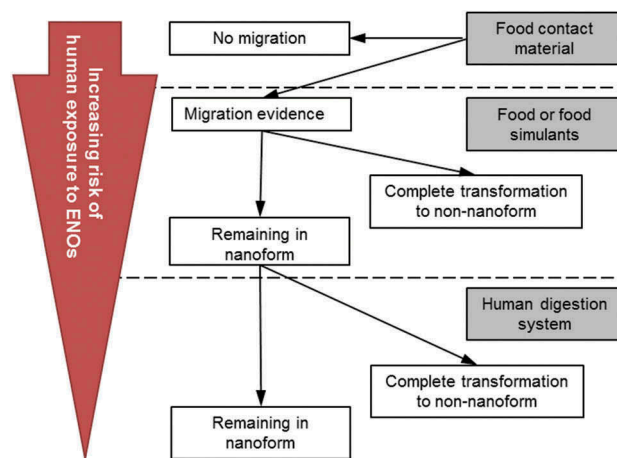 Increasing risk of
human exposure to ENOs
No migration
Food contact
material
Migration evidence
Food or food
simulants
Complete transformation
to non-nanoform
Remaining in
nanoform
Human digestion
system
Complete transformation
to non-nanoform
Remaining in
nanoform